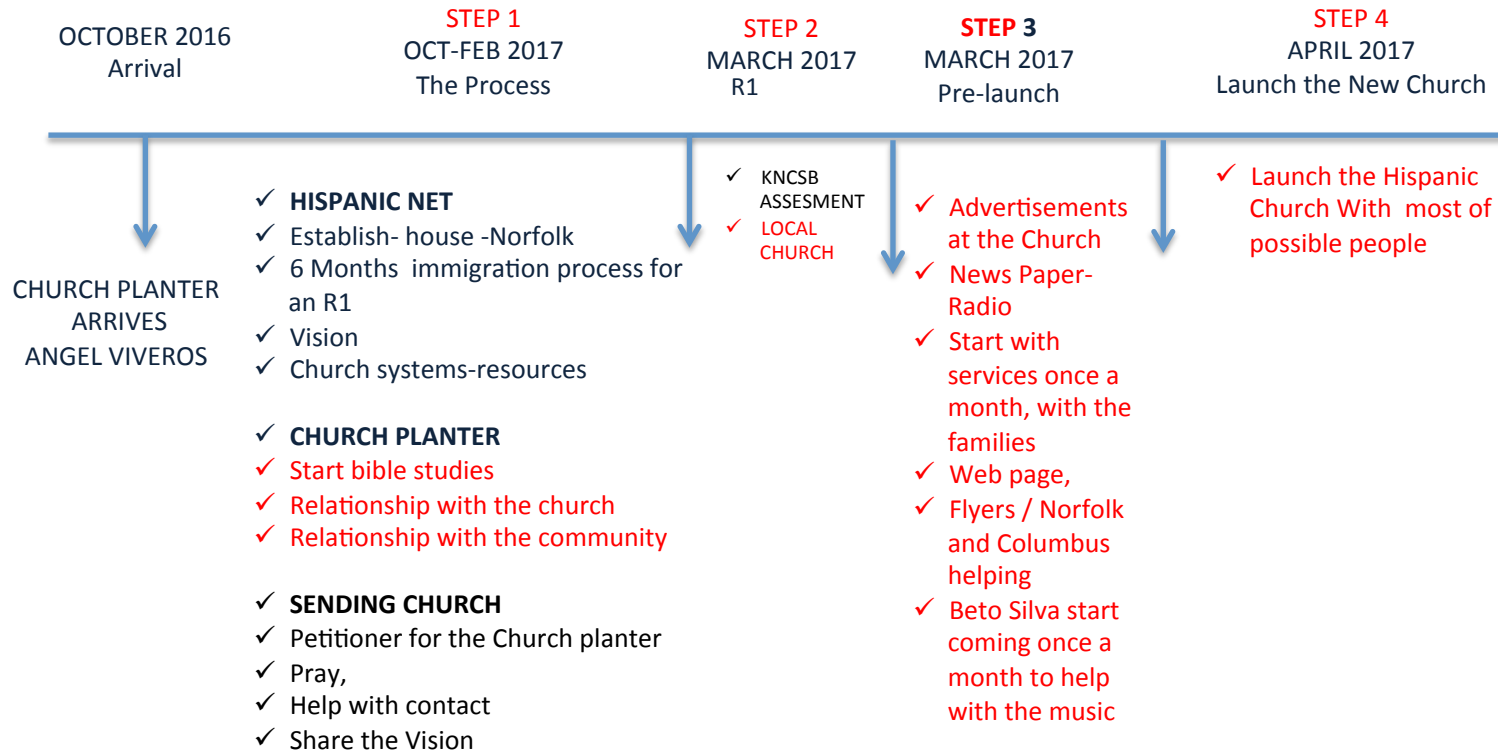 OCTOBER 2016
Arrival
STEP 1
OCT-FEB 2017
The Process
STEP 2
MARCH 2017
R1
STEP 3
MARCH 2017
Pre-launch
STEP 4
APRIL 2017
Launch the New Church
CHURCH PLANTER
ARRIVES
ANGEL VIVEROS
✓ HISPANIC NET
✓ Establish- house -Norfolk
✓ 6 Months immigration process for
an R1
✓ Vision
✓ Church systems-resources
✓ CHURCH PLANTER
✓ Start bible studies
✓ Relationship with the church
✓ Relationship with the community
✓ SENDING CHURCH
✓ Petitioner for the Church planter
✓ Pray,
✓ Help with contact
✓ Share the Vision
✓ KNCSB
ASSESMENT
✓ LOCAL
CHURCH
✓ Advertisements
at the Church
✓ News Paper-
Radio
✓ Start with
services once a
month, with the
families
✓ Web page,
✓ Flyers / Norfolk
and Columbus
helping
✓ Beto Silva start
coming once a
month to help
with the music
✓ Launch the Hispanic
Church With most of
possible people